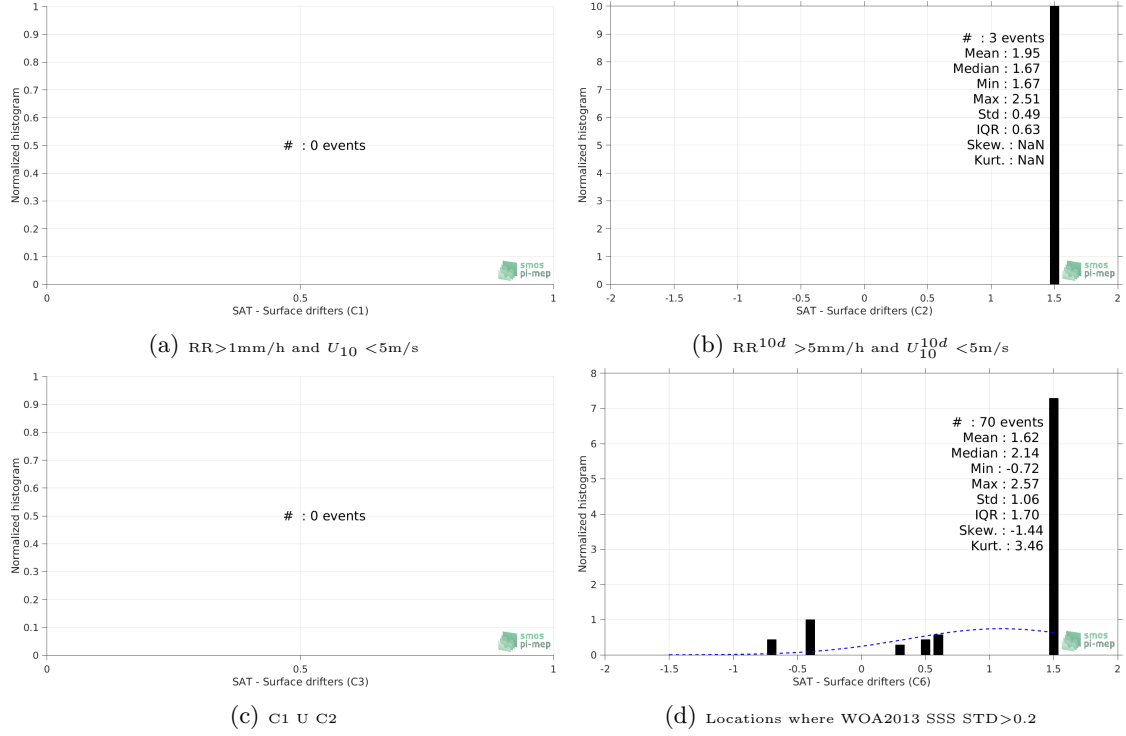 1
0.9
0.8
0.7
0.6
0.5
0.4
0.3
0.2
0.1
0
Normalized histogram
# : 0 events
smos
pi-mep
0
0.5
1
SAT - Surface drifters (C1)
(a) RR>1mm/h and U10 <5m/s
10
9
8
7
6
5
4
3
2
1
0
Normalized histogram
# : 3 events
Mean : 1.95
Median : 1.67
Min : 1.67
Max : 2.51
Std : 0.49
IQR : 0.63
Skew. : NaN
Kurt. : NaN
smos
pi-mep
-2 -1.5 -1 -0.5 0 0.5 1 1.5 2
SAT - Surface drifters (C2)
(b) RR10d >5mm/h and U10d10 <5m/s
1
0.9
0.8
0.7
0.6
0.5
0.4
0.3
0.2
0.1
0
Normalized histogram
# : 0 events
smos
pi-mep
0
0.5
1
SAT - Surface drifters (C3)
(c) C1 U C2
8
7
6
5
4
3
2
1
0
Normalized histogram
# : 70 events
Mean : 1.62
Median : 2.14
Min : -0.72
Max : 2.57
Std : 1.06
IQR : 1.70
Skew. : -1.44
Kurt. : 3.46
smos
pi-mep
-2 -1.5 -1 -0.5 0 0.5 1 1.5 2
SAT - Surface drifters (C6)
(d) Locations where WOA2013 SSS STD>0.2